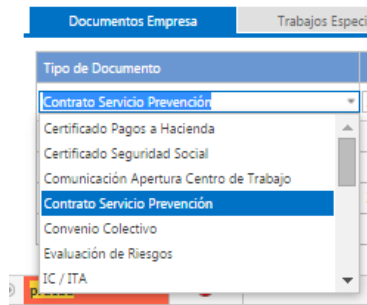 Documentos Empresa
Trabajos Especi
Tipo de Documento
Contrato Servicio Prevención
Certificado Pagos a Hacienda
Certificado Seguridad Social
Comunicación Apertura Centro de Trabajo
Contrato Servicio Prevención
Convenio Colectivo
Evaluación de Riesgos
IC / ITA